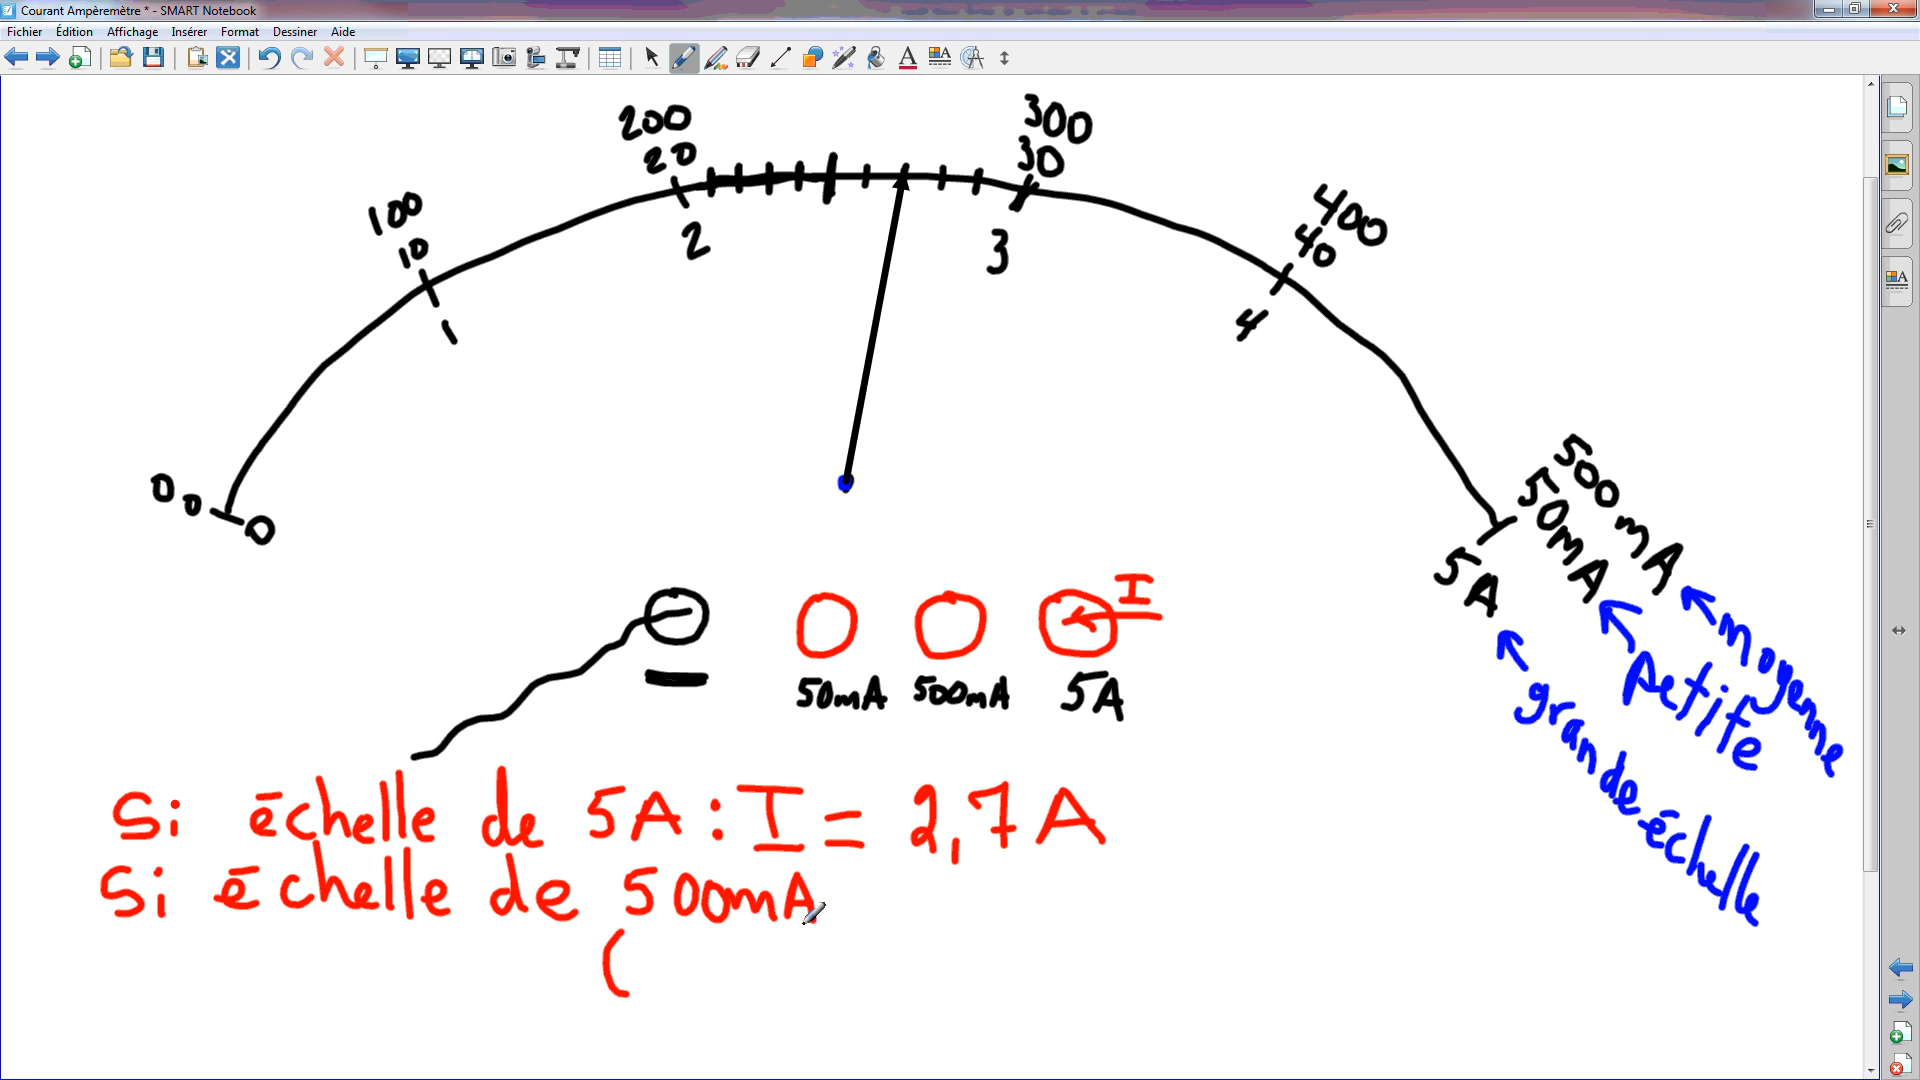 Courant Ampèremètre * - SMART Notebook
Fichier Édition Affichage Insérer Format Dessiner Aide
200 300
20 30
100 400
10 40
2 3
1 4
0 0 0
500mA
50mA
5A
I
50mA 500mA 5A
moyenne
petite
grande échelle
Si échelle de 5A : I = 2,7 A
Si échelle de 500mA
(